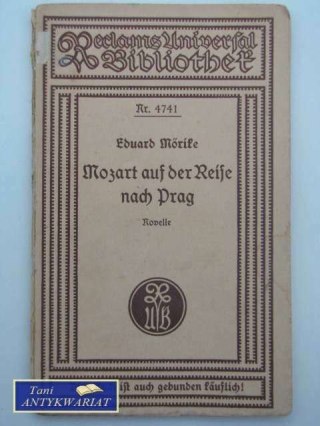 Reclams Universal
Bibliothek
Nr. 4741
Eduard Mörike
Mozart auf der Reise
nach Prag
Novelle
UB
ist auch gebunden käuflich!
Tani
ANTYKWARIAT